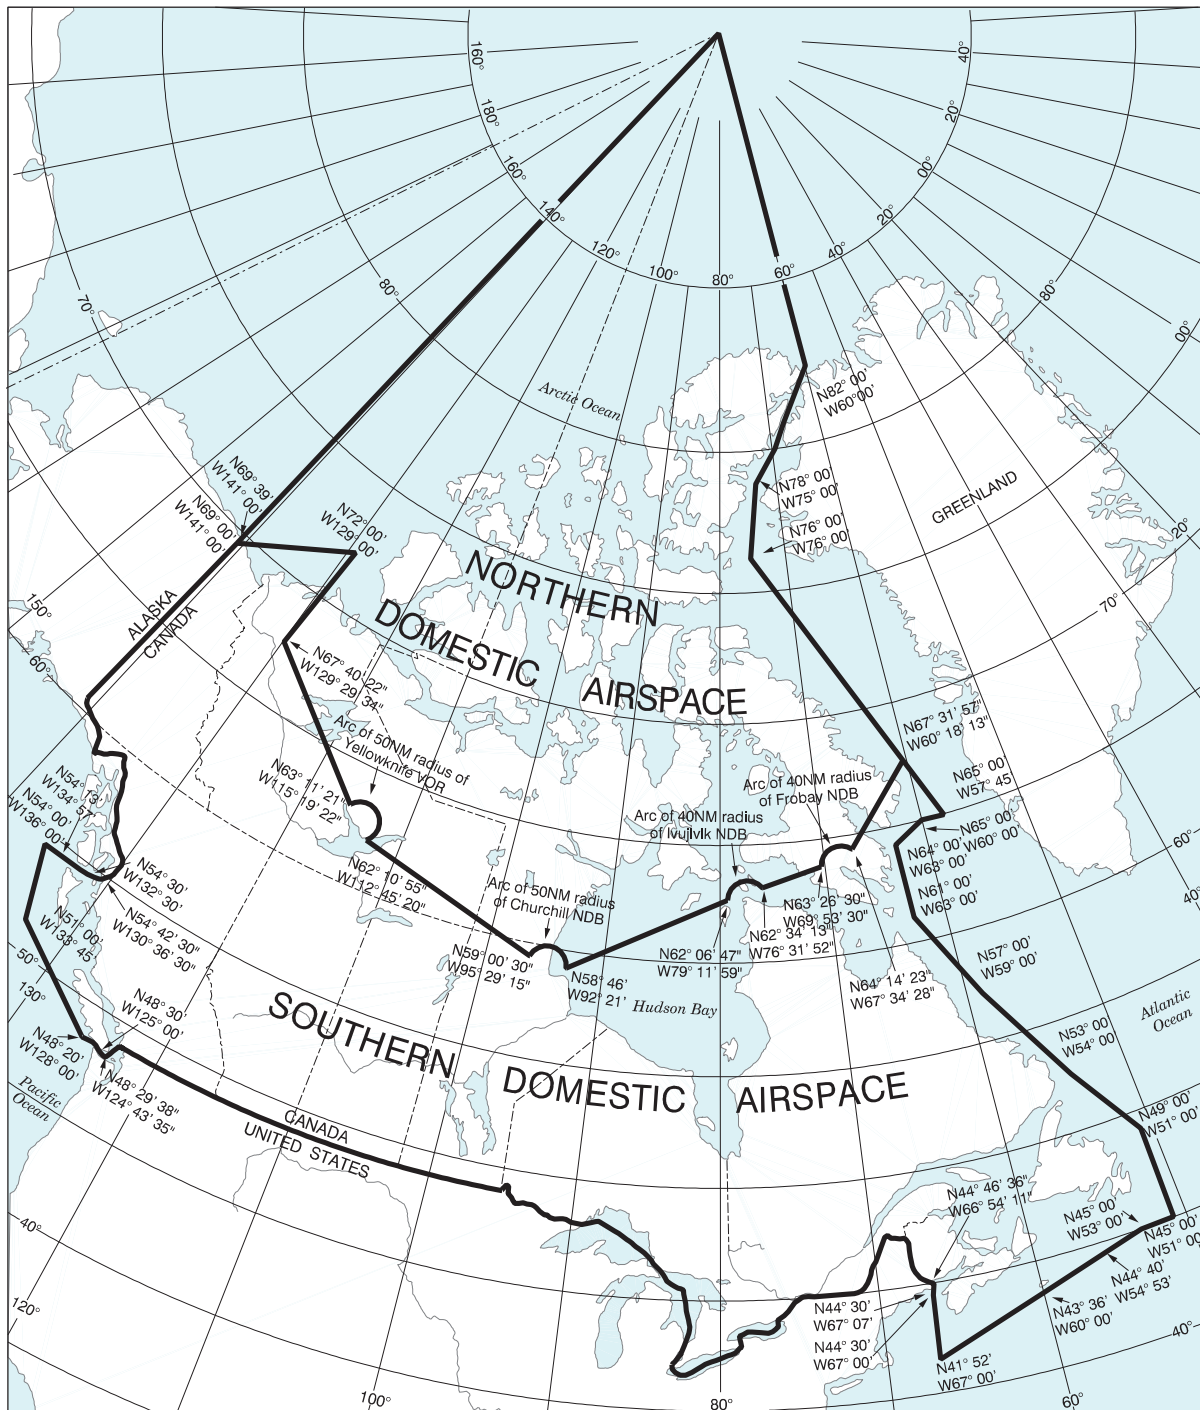 160°
180°
160°
140°
120°
100°
80°
60°
40°
20°
00°
20°
40°
70°
80°
80°
00°
Arctic Ocean
N82° 00'
W60°00'
GREENLAND
20°
N69° 39'
W141° 00'
N69° 00'
W141° 00'
N72° 00'
W129° 00'
N78° 00'
W75° 00'
N76° 00'
W76° 00'
NORTHERN
DOMESTIC AIRSPACE
70°
150°
60°
ALASKA
CANADA
N67° 40' 22"
W129° 29' 34"
Arc of 50NM radius of
Yellowknife VOR
N63° 11' 21"
W115° 19' 22"
N67° 31' 57"
W60° 18' 13"
N65° 00'
W57° 45'
Arc of 40NM radius
of Frobay NDB
Arc of 40NM radius
of Ivujlvik NDB
N54° 13'
W134° 57'
N54° 00'
W136° 00'
N65° 00'
W60° 00'
N64° 00'
W63° 00'
N61° 00'
W63° 00'
60°
40°
N54° 30'
W132° 30'
N54° 42' 30"
W130° 36' 30"
N62° 10' 55"
W112° 45' 20"
Arc of 50NM radius
of Churchill NDB
N63° 26' 30"
W69° 53' 30"
N62° 34' 13"
W76° 31' 52"
N51° 00'
W133° 45'
50°
130°
N59° 00' 30"
W95° 29' 15"
N62° 06' 47"
W79° 11' 59"
N58° 46'
W92° 21'
Hudson Bay
N64° 14' 23"
W67° 34' 28"
N57° 00'
W59° 00'
Atlantic
Ocean
N53° 00'
W54° 00'
N48° 30'
W125° 00'
N48° 20'
W128° 00'
N48° 29' 38"
W124° 43' 35"
Pacific
Ocean
SOUTHERN DOMESTIC AIRSPACE
CANADA
UNITED STATES
N49° 00'
W51° 00'
N44° 46' 36"
W66° 54' 11"
N45° 00'
W53° 00'
N45° 00'
W51° 00'
N44° 40'
W54° 53'
N43° 36'
W60° 00'
N44° 30'
W67° 07'
N44° 30'
W67° 00'
N41° 52'
W67° 00'
40°
120°
100°
80°
60°
40°